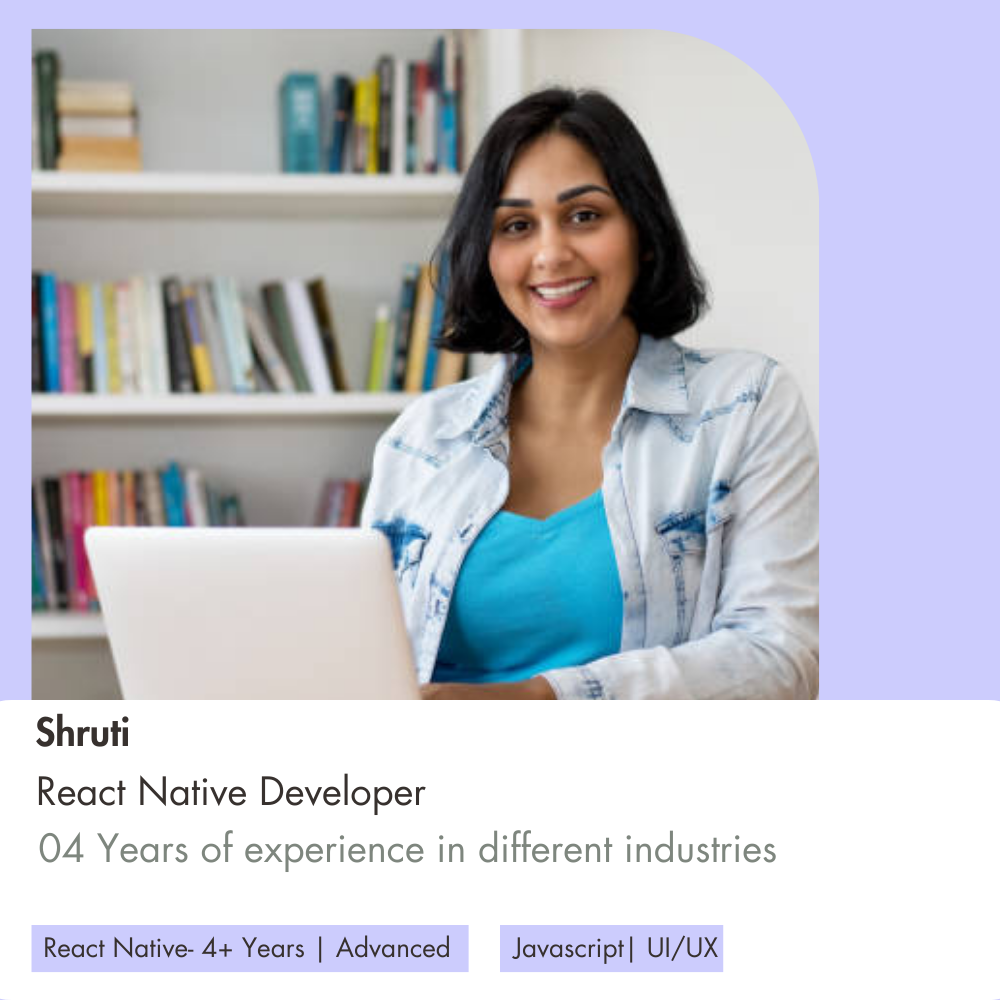 Shruti
React Native Developer
04 Years of experience in different industries
React Native- 4+ Years | Advanced
Javascript| UI/UX